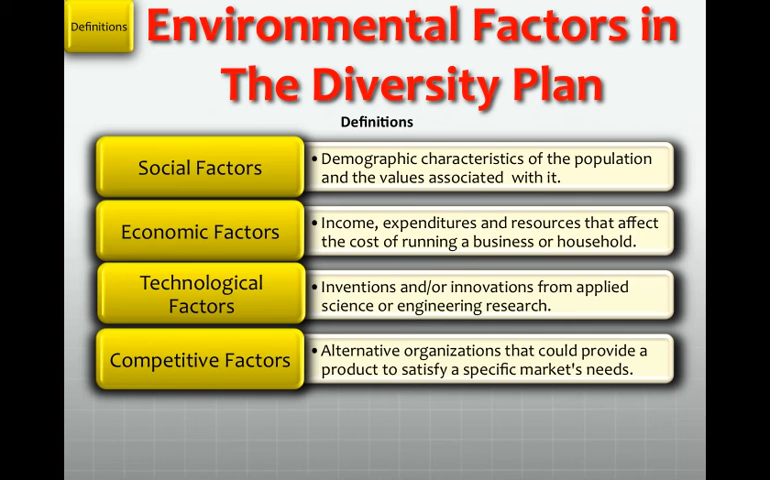 Definitions
Environmental Factors in
The Diversity Plan
Definitions
Social Factors
• Demographic characteristics of the population
and the values associated with it.
Economic Factors
• Income, expenditures and resources that affect
the cost of running a business or household.
Technological
Factors
• Inventions and/or innovations from applied
science or engineering research.
Competitive Factors
• Alternative organizations that could provide a
product to satisfy a specific market's needs.